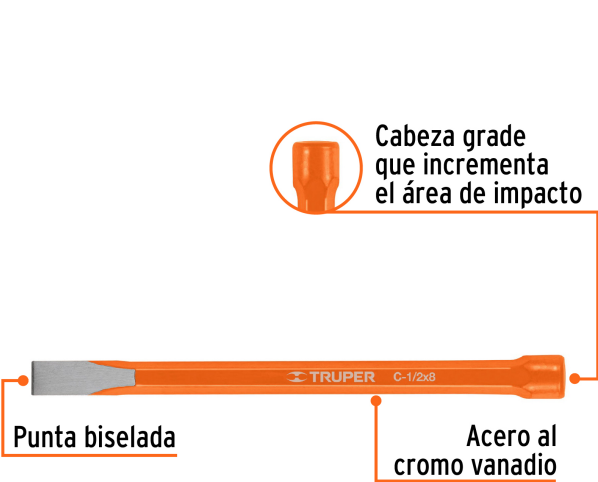 Cabeza grade
que incrementa
el área de impacto
TRUPER C-1/2x8
Punta biselada
Acero al
cromo vanadio